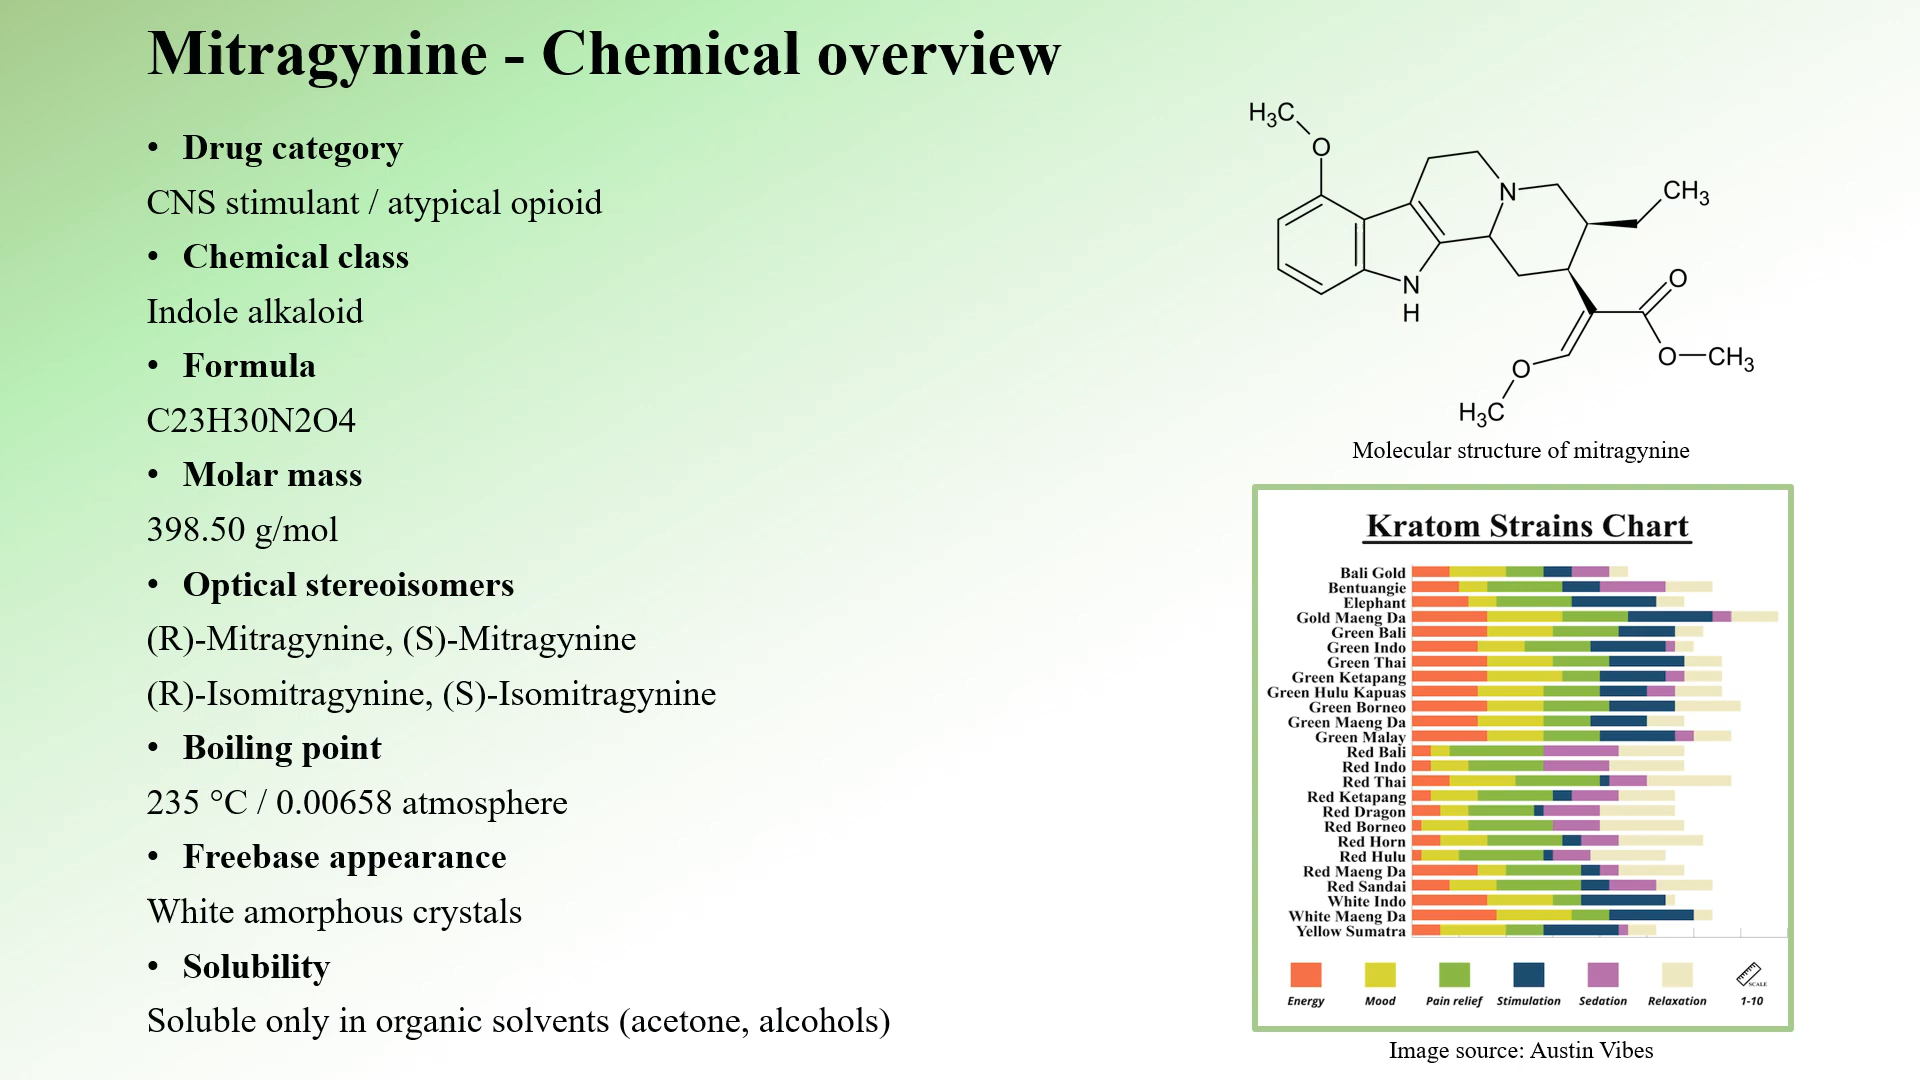 Mitragynine - Chemical overview
• Drug category
CNS stimulant / atypical opioid
• Chemical class
Indole alkaloid
• Formula
C23H30N2O4
• Molar mass
398.50 g/mol
• Optical stereoisomers
(R)-Mitragynine, (S)-Mitragynine
(R)-Isomitragynine, (S)-Isomitragynine
• Boiling point
235 °C / 0.00658 atmosphere
• Freebase appearance
White amorphous crystals
• Solubility
Soluble only in organic solvents (acetone, alcohols)
H3C
O
N
CH3
N
H
O
O
CH3
O
H3C
Molecular structure of mitragynine
Kratom Strains Chart
Bali Gold
Bentuangie
Elephant
Gold Maeng Da
Green Bali
Green Indo
Green Thai
Green Ketapang
Green Hulu Kapuas
Green Borneo
Green Maeng Da
Green Malay
Red Bali
Red Indo
Red Thai
Red Ketapang
Red Dragon
Red Borneo
Red Horn
Red Hulu
Red Maeng Da
Red Sandai
White Indo
White Maeng Da
Yellow Sumatra
SCALE
Energy Mood Pain relief Stimulation Sedation Relaxation 1-10
Image source: Austin Vibes